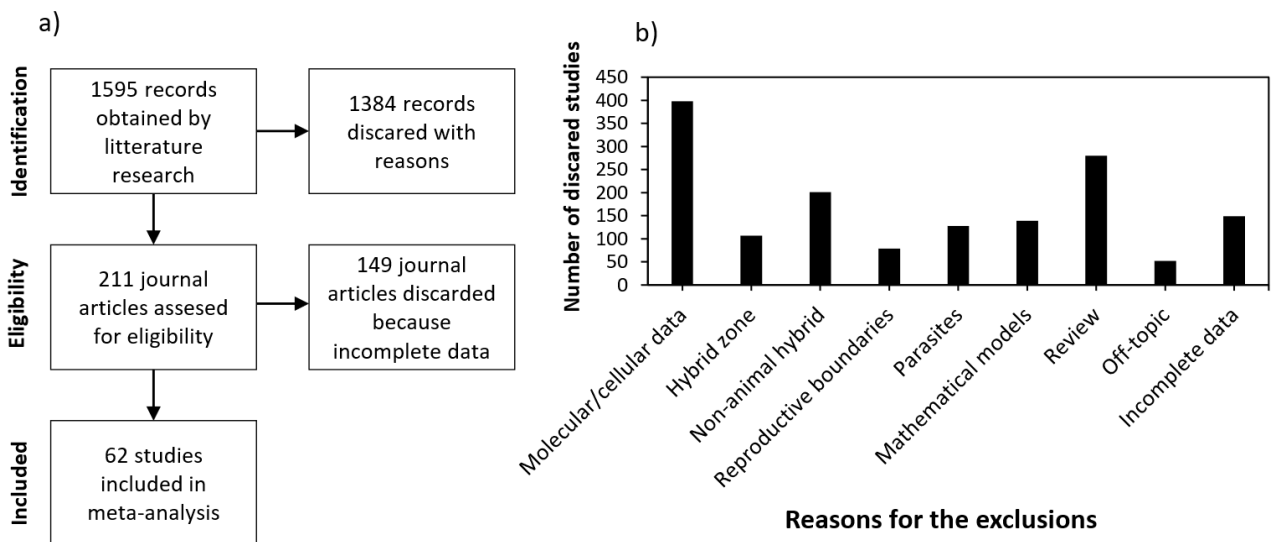 a)
Identification
1595 records
obtained by
litterature
research
1384 records
discared with
reasons
Eligibility
211 journal
articles assesed
for eligibility
149 journal
articles discarded
because
incomplete data
Included
62 studies
included in
meta-analysis
b)
Number of discared studies
450
400
350
300
250
200
150
100
50
0
Molecular/cellular data
Hybrid zone
Non-animal hybrid
Reproductive boundaries
Parasites
Mathematical models
Review
Off-topic
Incomplete data
Reasons for the exclusions